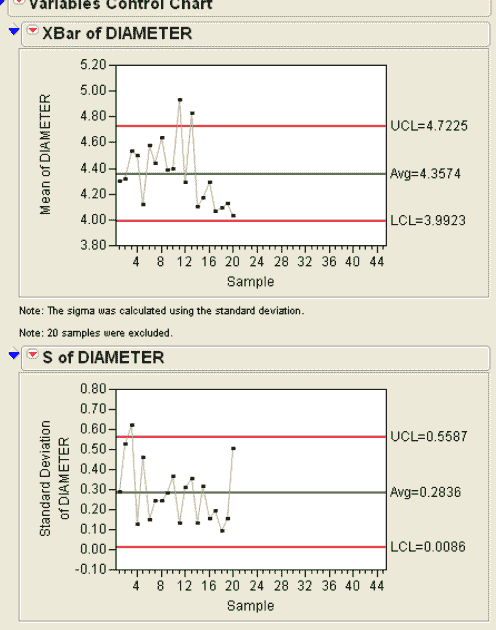 Variables Control Chart
XBar of DIAMETER
5.20
5.00
4.80
4.60
4.40
4.20
4.00
3.80
Mean of DIAMETER
UCL=4.7225
Avg=4.3574
LCL=3.9923
4 8 12 16 20 24 28 32 36 40 44
Sample
Note: The sigma was calculated using the standard deviation.
Note: 20 samples were excluded.
S of DIAMETER
0.80
0.70
0.60
0.50
0.40
0.30
0.20
0.10
0.00
-0.10
Standard Deviation
of DIAMETER
UCL=0.5587
Avg=0.2836
LCL=0.0086
4 8 12 16 20 24 28 32 36 40 44
Sample